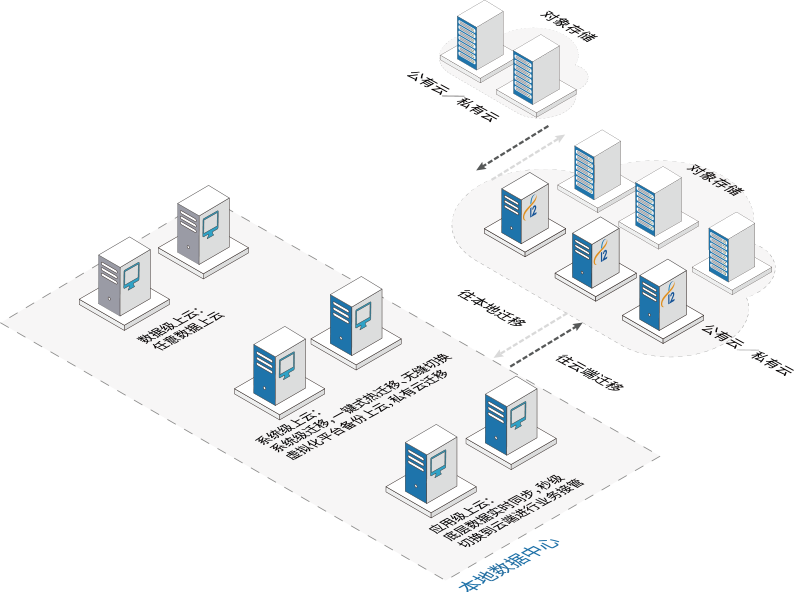 对象存储
公有云／私有云
对象存储
i2
i2
i2
公有云／私有云
往本地迁移
往云端迁移
数据级上云：
任意数据上云
系统级上云：
系统级迁移，一键式热迁移、无缝切换
虚拟化平台备份上云，私有云迁移
应用级上云：
底层数据实时同步，秒级
切换到云端进行业务接管
本地数据中心